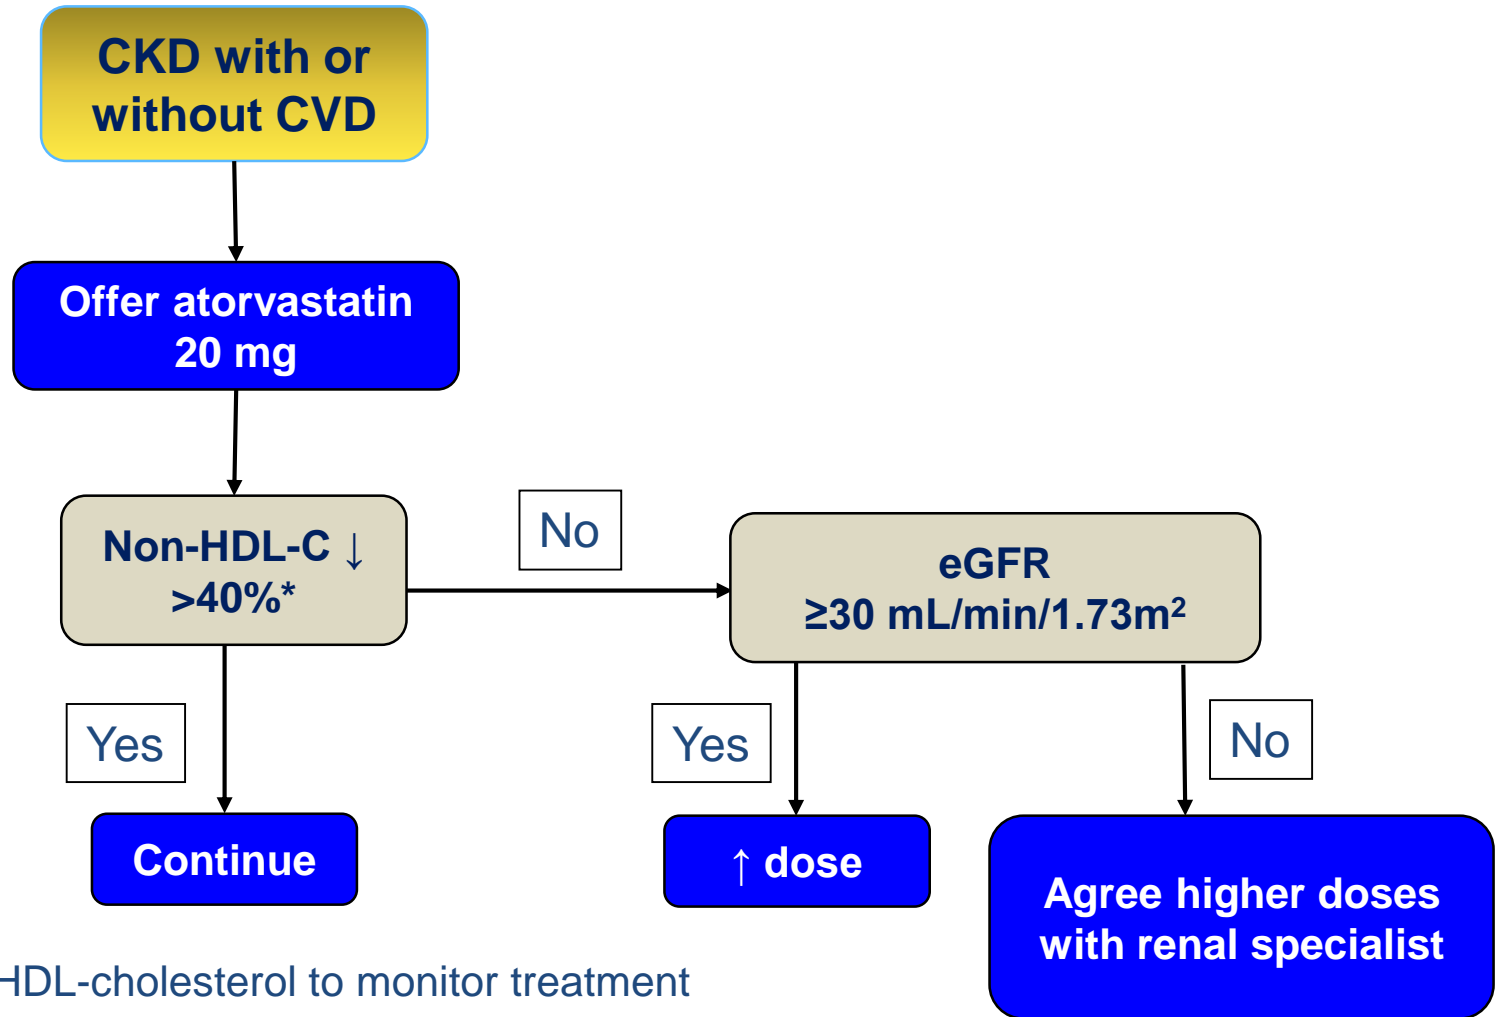 CKD with or
without CVD
Offer atorvastatin
20 mg
Non-HDL-C ↓
>40%*
No
eGFR
≥30 mL/min/1.73m²
Yes
Yes
No
Continue
↑ dose
Agree higher doses
with renal specialist
HDL-cholesterol to monitor treatment